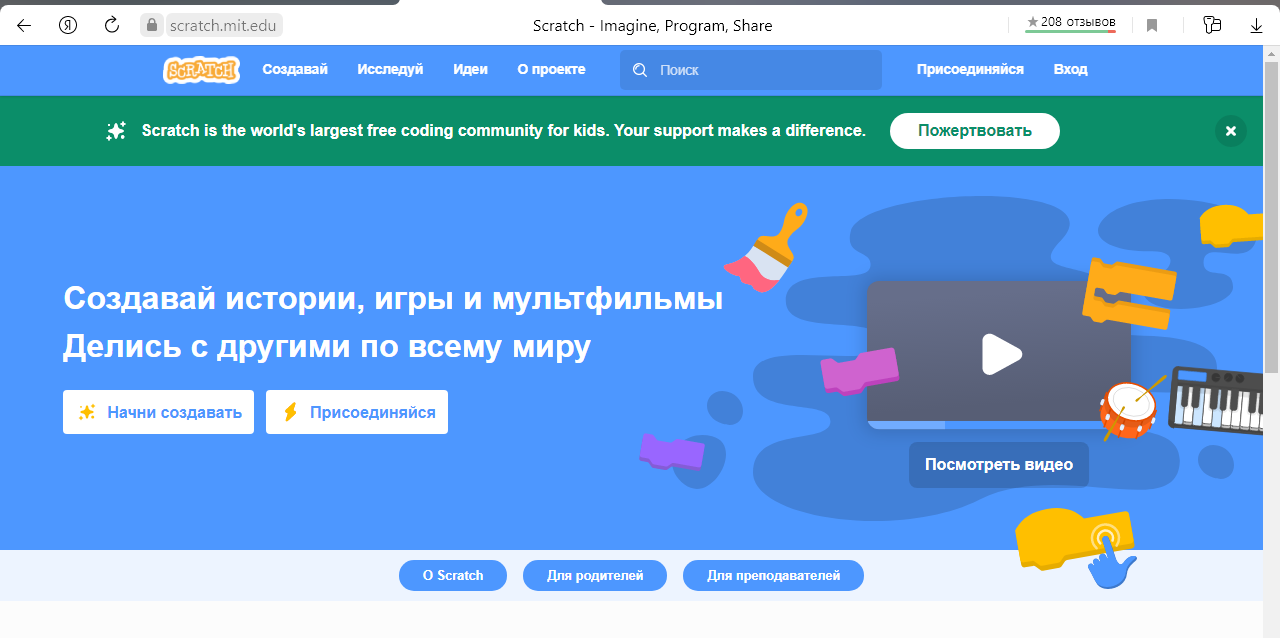 Я scratch.mit.edu Scratch - Imagine, Program, Share ★ 208 отзывов
SCRATCH Создавай Исследуй Идеи О проекте Поиск Присоединяйся Вход
Scratch is the world's largest free coding community for kids. Your support makes a difference. Пожертвовать
Создавай истории, игры и мультфильмы
Делись с другими по всему миру
Начни создавать Присоединяйся
Посмотреть видео
О Scratch Для родителей Для преподавателей